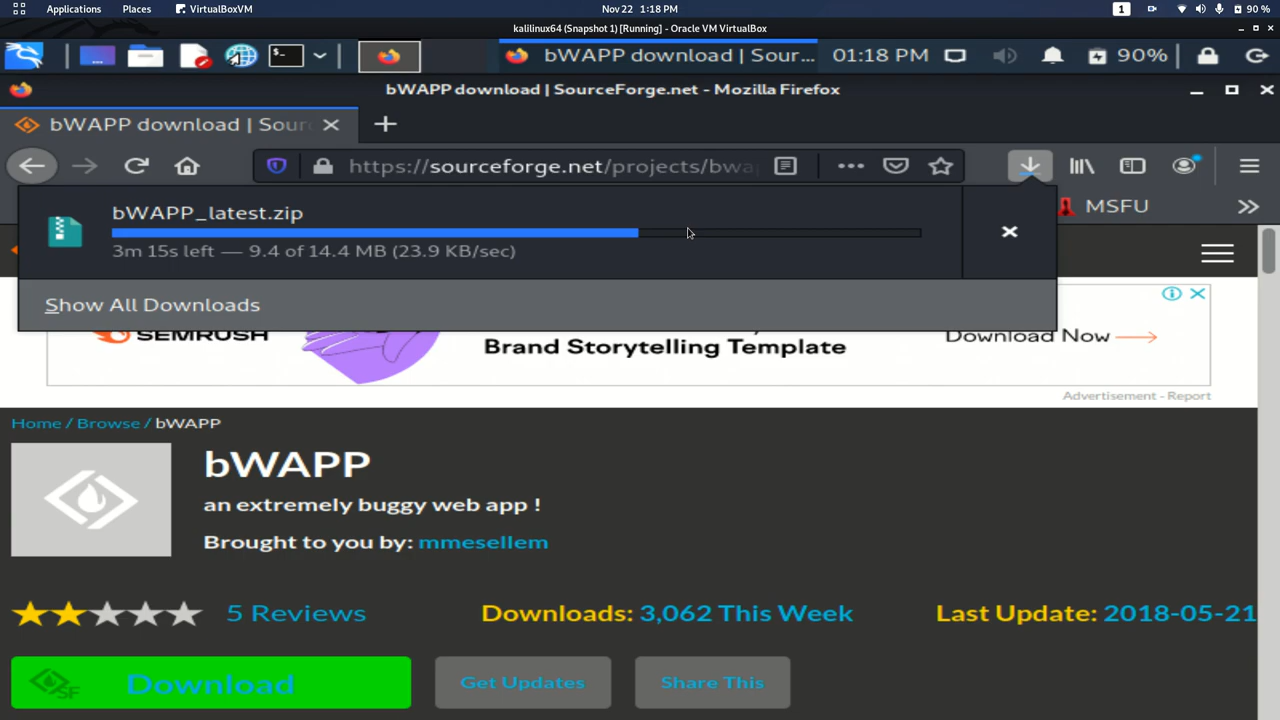 Applications Places VirtualBoxVM Nov 22 1:18 PM 1 90 %
kalilinux64 (Snapshot 1) [Running] - Oracle VM VirtualBox
bWAPP download | Sour... 01:18 PM 90%
bWAPP download | SourceForge.net - Mozilla Firefox
bWAPP download | Sour
https://sourceforge.net/projects/bwa
MSFU
bWAPP_latest.zip
3m 15s left — 9.4 of 14.4 MB (23.9 KB/sec)
Show All Downloads
SEMRUSH
Brand Storytelling Template
Download Now
Advertisement - Report
Home / Browse / bWAPP
bWAPP
an extremely buggy web app !
Brought to you by: mmesellem
5 Reviews
Downloads: 3,062 This Week
Last Update: 2018-05-21
SF
Download
Get Updates
Share This